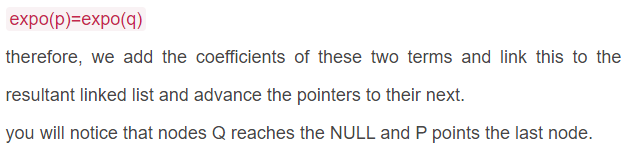 expo(p)=expo(q)
therefore, we add the coefficients of these two terms and link this to the
resultant linked list and advance the pointers to their next.
you will notice that nodes Q reaches the NULL and P points the last node.